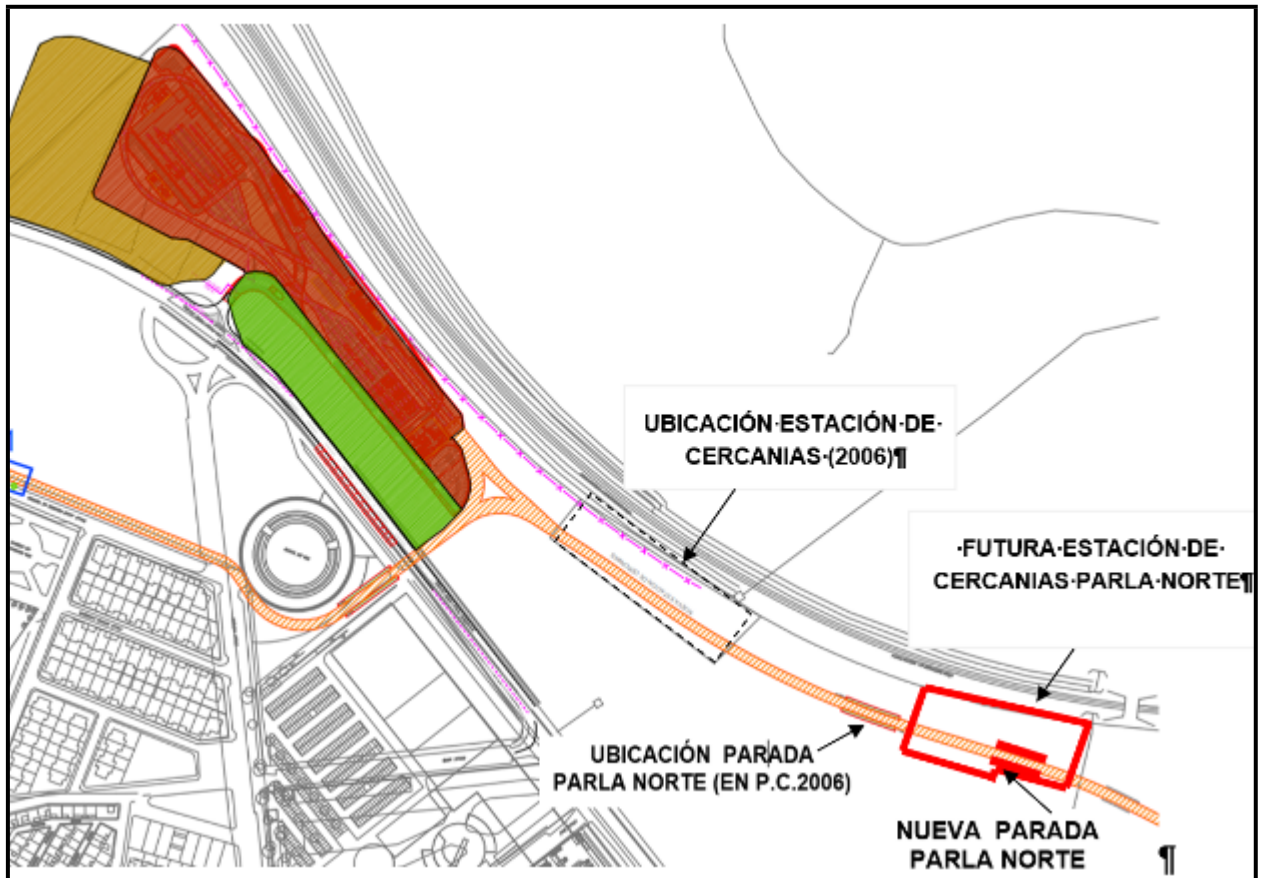 UBICACIÓN·ESTACIÓN·DE·
CERCANIAS·(2006)¶
·FUTURA·ESTACIÓN·DE·
CERCANIAS·PARLA·NORTE¶
UBICACIÓN PARADA
PARLA NORTE (EN P.C.2006)
NUEVA PARADA
PARLA NORTE
¶